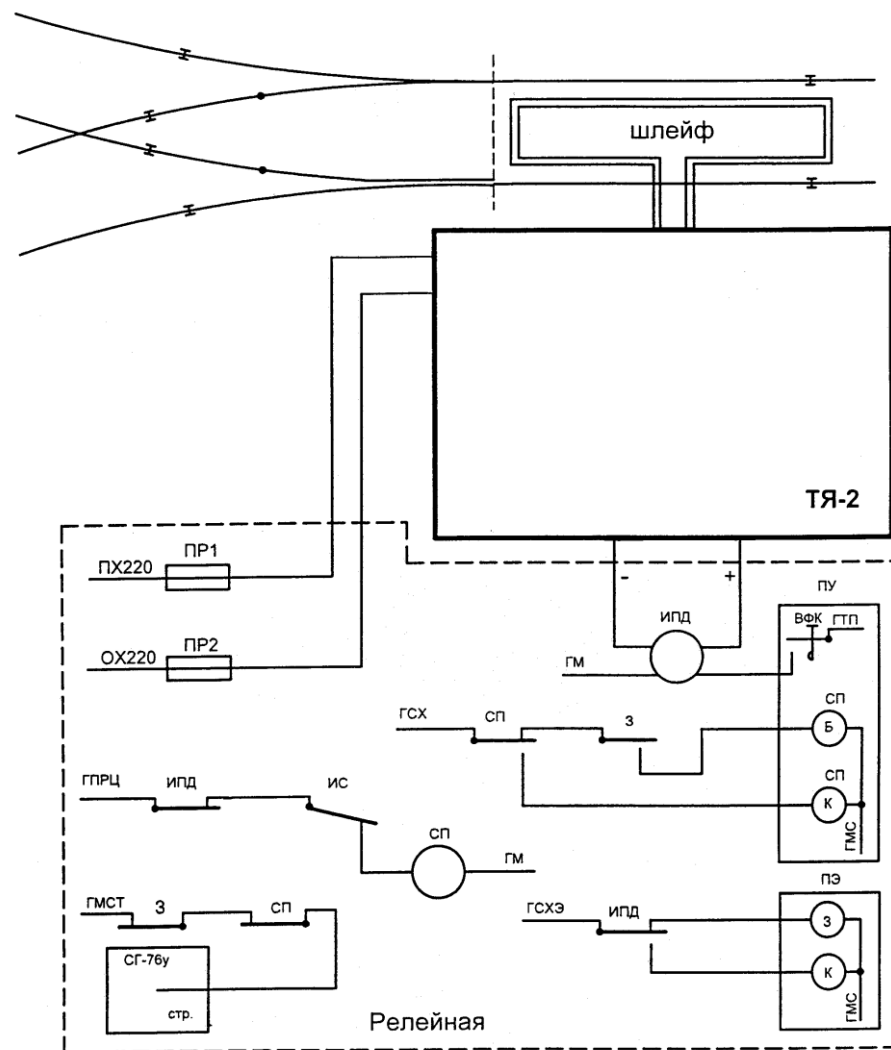 шлейф
ТЯ-2
ПХ220
ПР1
ОХ220
ПР2
- +
ИПД
ГМ
ПУ
ВФК ГТП
ГСХ СП З
СП
Б
СП
К
ГМС
ГПРЦ ИПД ИС
СП
ГМ
ГМСТ З СП
СГ-76у
стр.
ГСХЭ ИПД
ПЭ
З
К
ГМС
Релейная